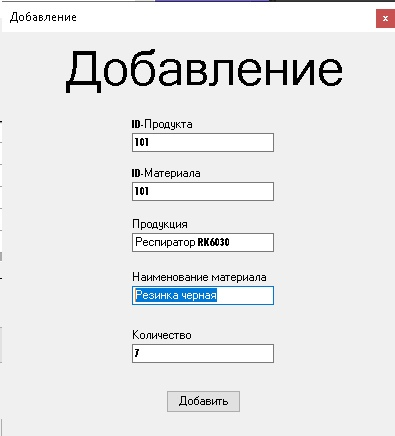 Добавление
x
Добавление
ID-Продукта
101
ID-Материала
101
Продукция
Респиратор RK6030
Наименование материала
Резинка черная
Количество
7
Добавить